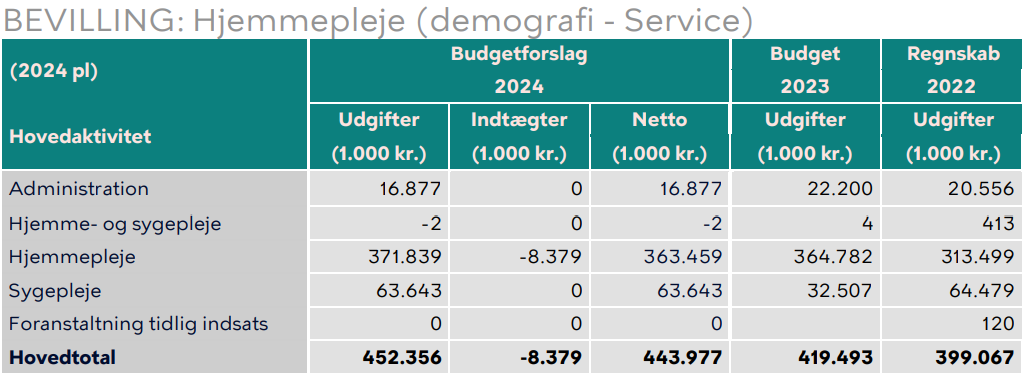 BEVILLING: Hjemmepleje (demografi - Service)
(2024 pl) Budgetforslag 2024 Budget 2023 Regnskab 2022
Hovedaktivitet Udgifter (1.000 kr.) Indtægter (1.000 kr.) Netto (1.000 kr.) Udgifter (1.000 kr.) Udgifter (1.000 kr.)
Administration 16.877 0 16.877 22.200 20.556
Hjemme- og sygepleje -2 0 -2 4 413
Hjemmepleje 371.839 -8.379 363.459 364.782 313.499
Sygepleje 63.643 0 63.643 32.507 64.479
Foranstaltning tidlig indsats 0 0 0 120
Hovedtotal 452.356 -8.379 443.977 419.493 399.067